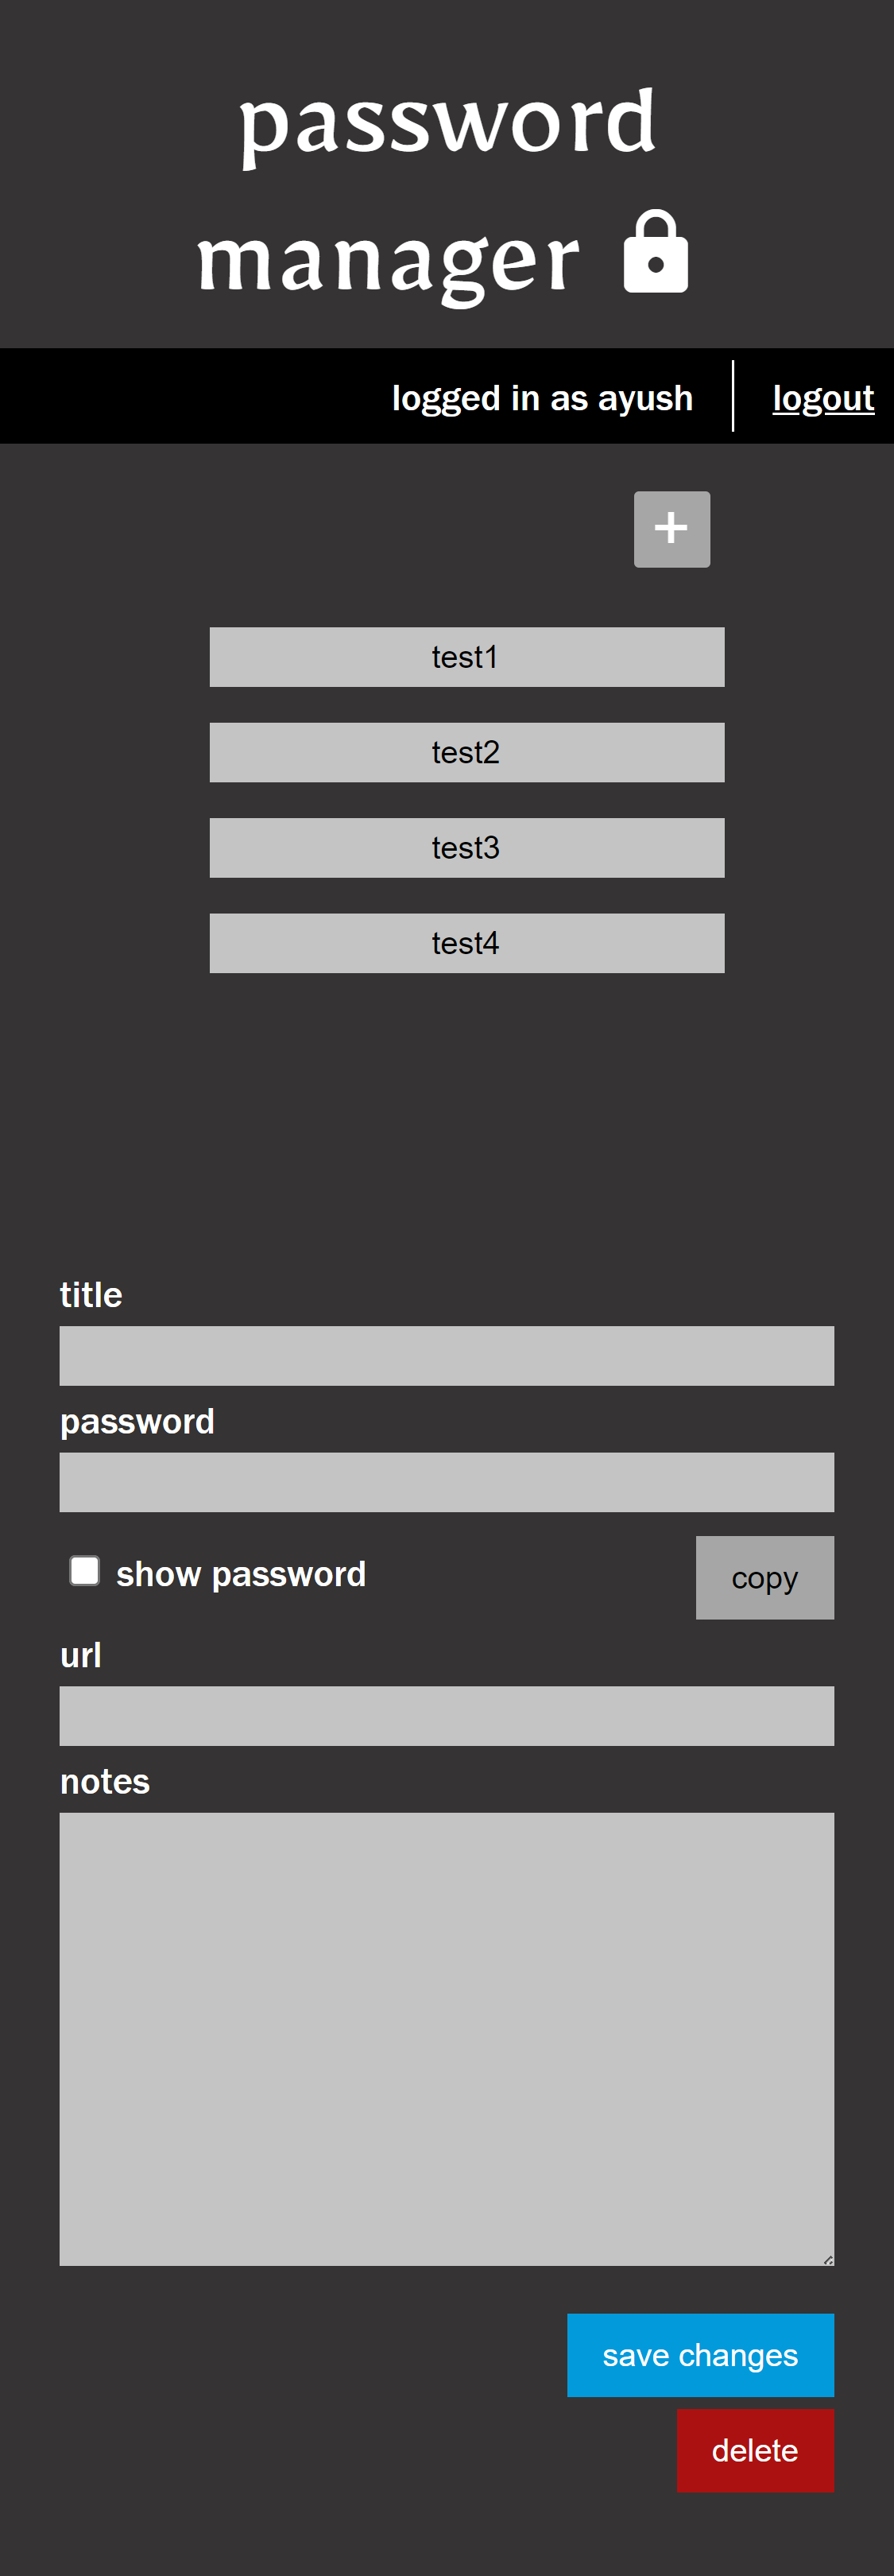 password
manager
logged in as ayush
logout
+
test1
test2
test3
test4
title
password
show password
copy
url
notes
save changes
delete